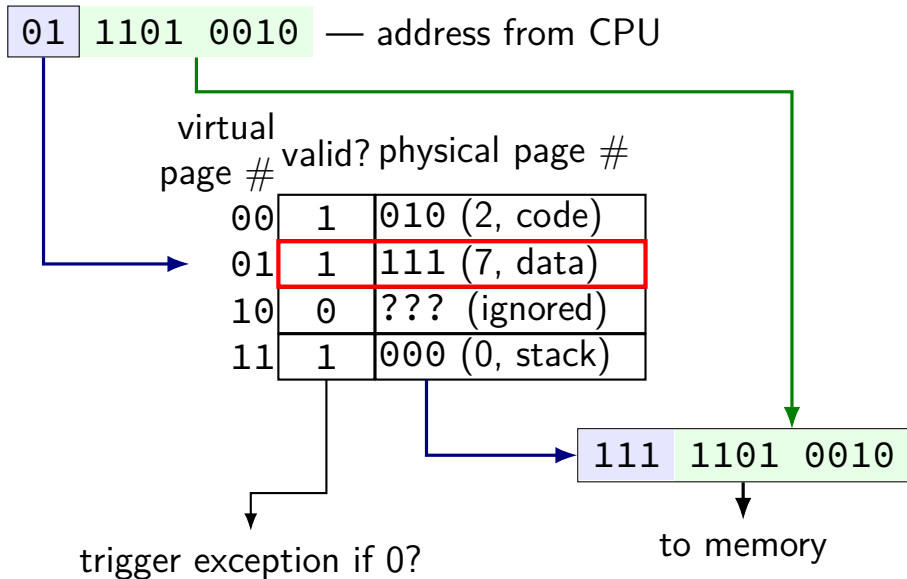 01 1101 0010 — address from CPU
virtual
page # valid? physical page #
00 1 010 (2, code)
01 1 111 (7, data)
10 0 ??? (ignored)
11 1 000 (0, stack)
111 1101 0010
to memory
trigger exception if 0?